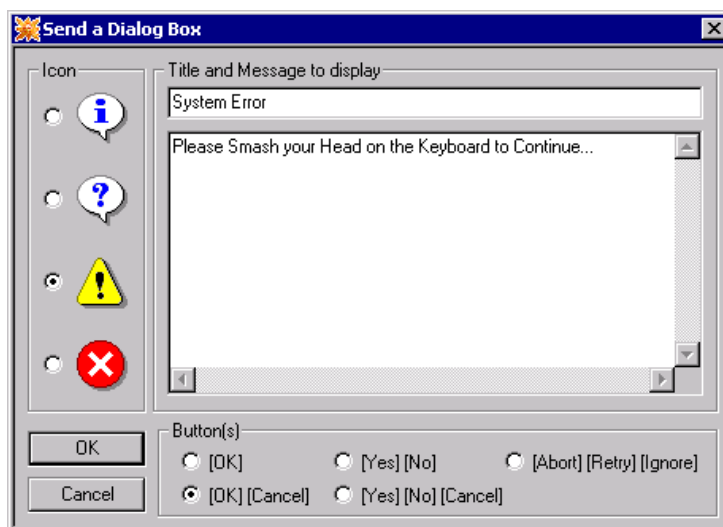 Send a Dialog Box
Icon
Title and Message to display
System Error
Please Smash your Head on the Keyboard to Continue...
OK
Cancel
Button(s)
[OK] [Yes] [No] [Abort] [Retry] [Ignore]
[OK] [Cancel] [Yes] [No] [Cancel]